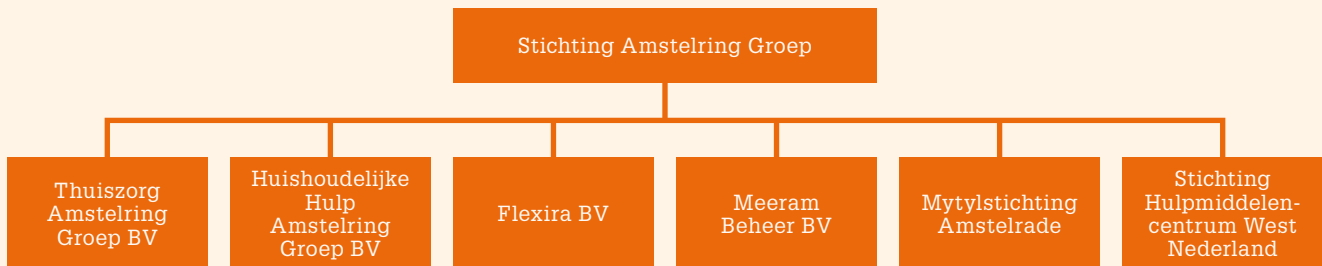 Stichting Amstelring Groep
Thuiszorg
Amstelring
Groep BV
Huishoudelijke
Hulp
Amstelring
Groep BV
Flexira BV
Meeram
Beheer BV
Mytylstichting
Amstelrade
Stichting
Hulpmiddelen-
centrum West
Nederland